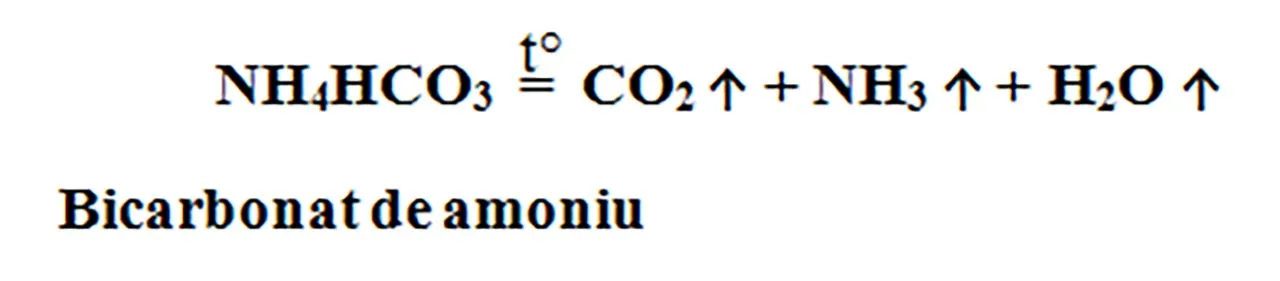 t°
NH₄HCO₃ = CO₂ ↑ + NH₃ ↑ + H₂O ↑
Bicarbonat de amoniu